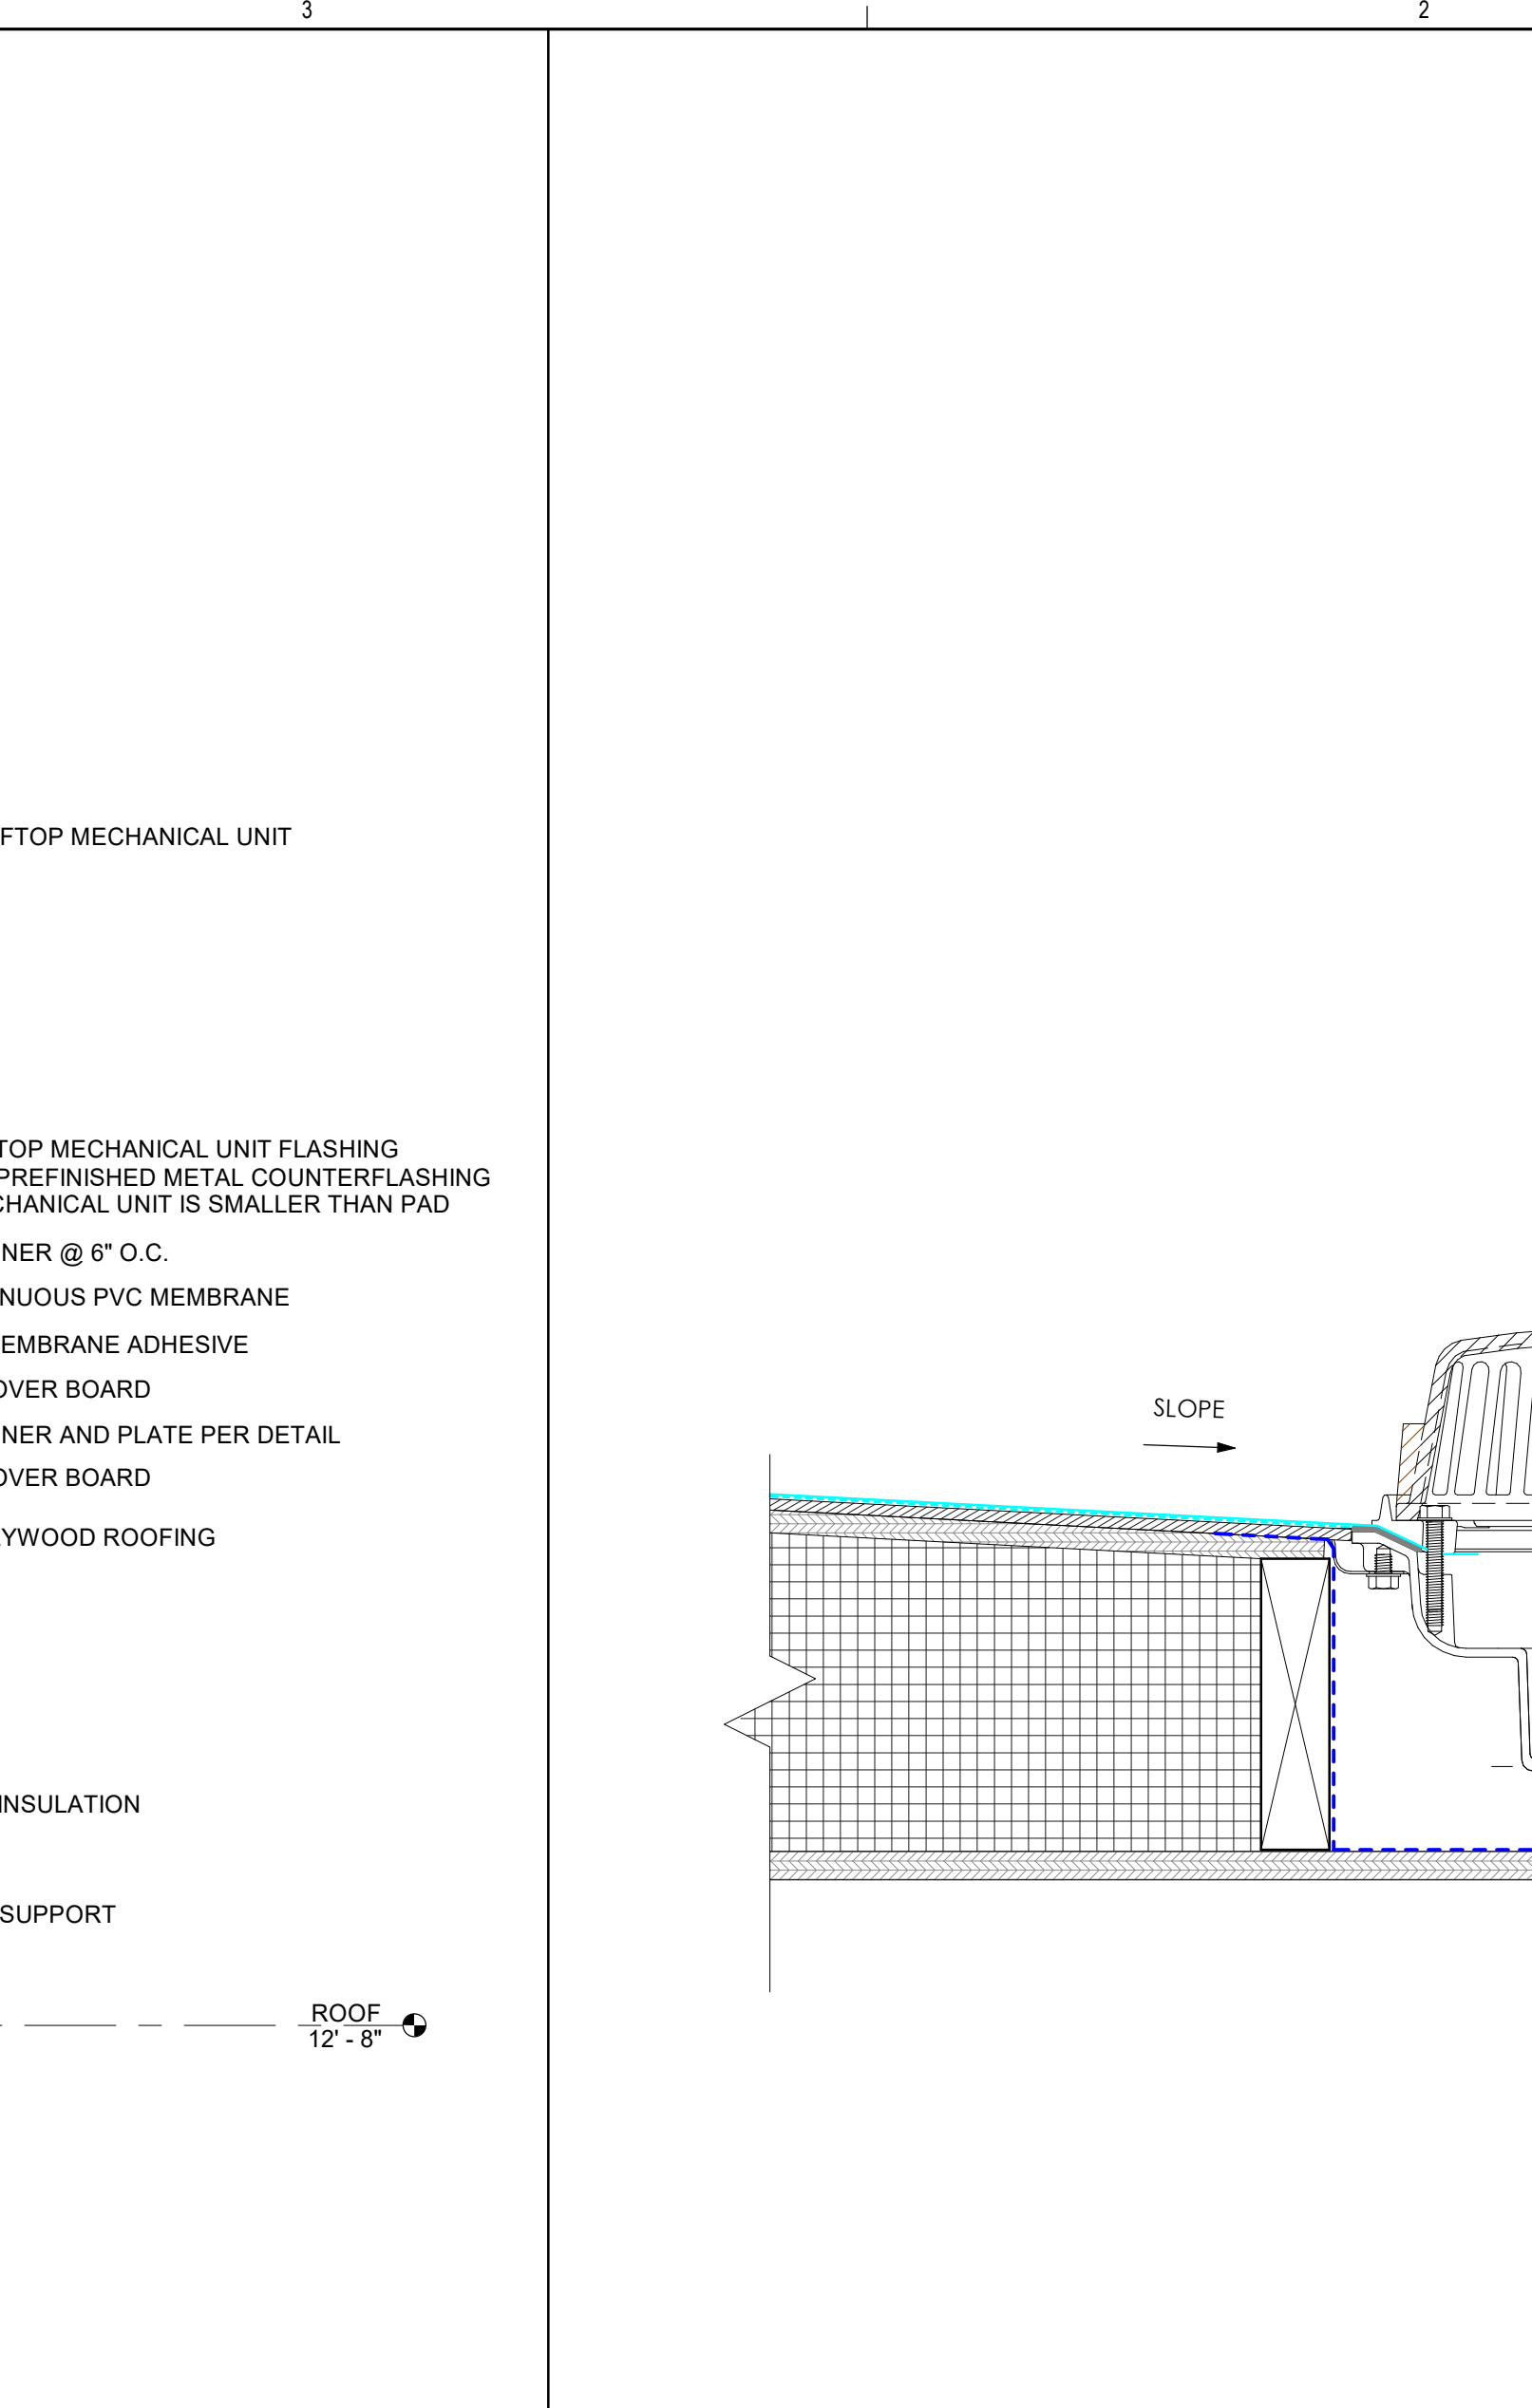 3
2
FTOP MECHANICAL UNIT
TOP MECHANICAL UNIT FLASHING
PREFINISHED METAL COUNTERFLASHING
CHANICAL UNIT IS SMALLER THAN PAD
NER @ 6" O.C.
NUOUS PVC MEMBRANE
EMBRANE ADHESIVE
OVER BOARD
NER AND PLATE PER DETAIL
OVER BOARD
LYWOOD ROOFING
INSULATION
SUPPORT
ROOF
12' - 8"
SLOPE